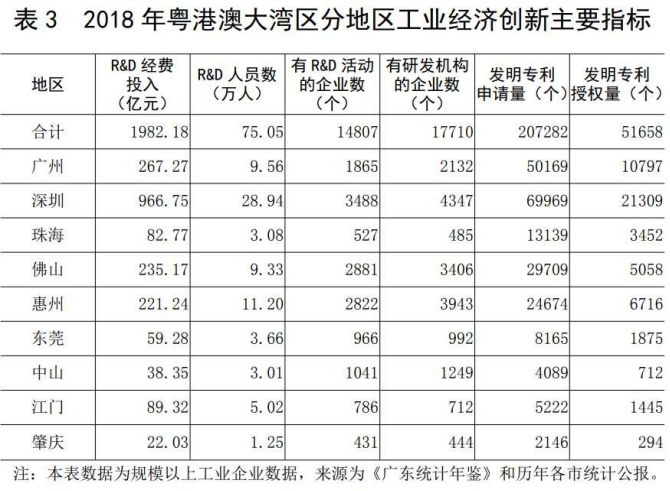 表 3 2018 年粤港澳大湾区分地区工业经济创新主要指标
地区 R&D 经费投入（亿元） R&D 人员数（万人） 有 R&D 活动的企业数（个） 有研发机构的企业数（个） 发明专利申请量（个） 发明专利授权量（个）
合计 1982.18 75.05 14807 17710 207282 51658
广州 267.27 9.56 1865 2132 50169 10797
深圳 966.75 28.94 3488 4347 69969 21309
珠海 82.77 3.08 527 485 13139 3452
佛山 235.17 9.33 2881 3406 29709 5058
惠州 221.24 11.20 2822 3943 24674 6716
东莞 59.28 3.66 966 992 8165 1875
中山 38.35 3.01 1041 1249 4089 712
江门 89.32 5.02 786 712 5222 1445
肇庆 22.03 1.25 431 444 2146 294
注：本表数据为规模以上工业企业数据，来源为《广东统计年鉴》和历年各市统计公报。